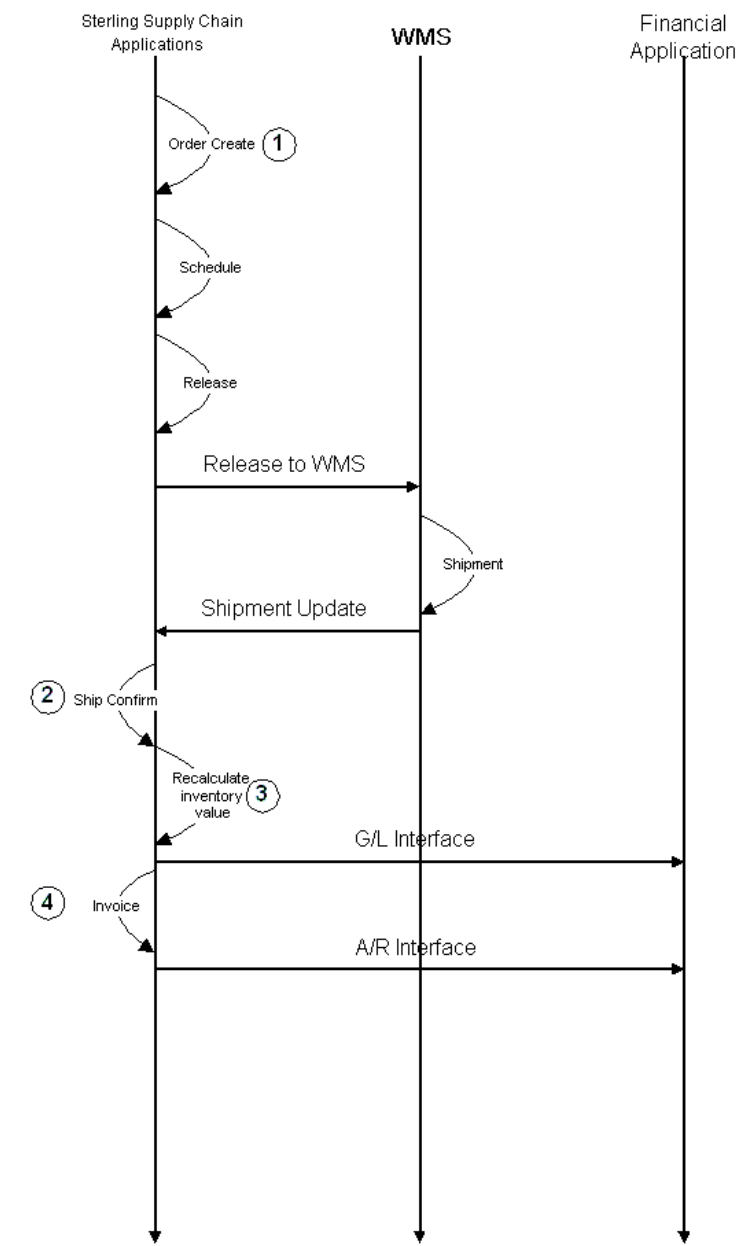 Sterling Supply Chain
Applications
WMS
Financial
Application
Order Create 1
Schedule
Release
Release to WMS
Shipment
Shipment Update
2 Ship Confirm
Recalculate
inventory 3
value
G/L Interface
4 Invoice
A/R Interface